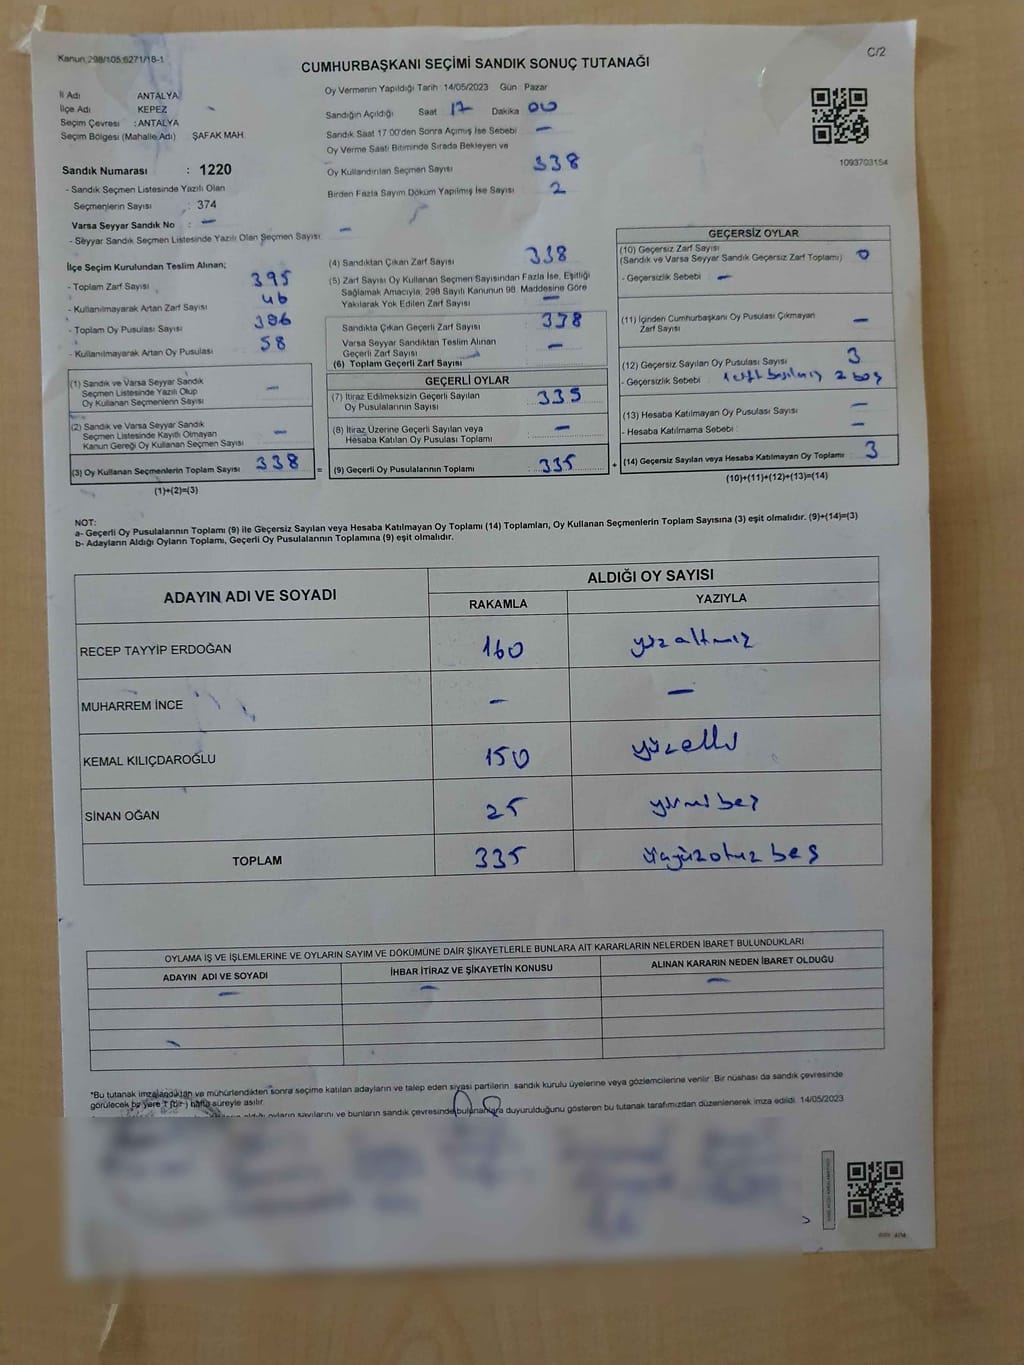 Kanun 298/105,6271/18-1
C/2
CUMHURBAŞKANI SEÇİMİ SANDIK SONUÇ TUTANAĞI
İl Adı ANTALYA
İlçe Adı KEPEZ
Seçim Çevresi : ANTALYA
Seçim Bölgesi (Mahalle Adı) ŞAFAK MAH.
Sandık Numarası : 1220
- Sandık Seçmen Listesinde Yazılı Olan
Seçmenlerin Sayısı : 374
Varsa Seyyar Sandık No : –
- Seyyar Sandık Seçmen Listesinde Yazılı Olan Seçmen Sayısı –
Oy Vermenin Yapıldığı Tarih 14/05/2023 Gün Pazar
Sandığın Açıldığı Saat 17 Dakika 00
Sandık Saat 17:00'den Sonra Açımış İse Sebebi –
Oy Verme Saati Bitiminde Sırada Bekleyen ve
Oy Kullandırılan Seçmen Sayısı 338
Birden Fazla Sayım Döküm Yapılmış İse Sayısı 2
1093703154
İlçe Seçim Kurulundan Teslim Alınan;
- Toplam Zarf Sayısı 395
- Kullanılmayarak Artan Zarf Sayısı 46
- Toplam Oy Pusulası Sayısı 396
- Kullanılmayarak Artan Oy Pusulası 58
(1) Sandık ve Varsa Seyyar Sandık
Seçmen Listesinde Yazılı Olup
Oy Kullanan Seçmenlerin Sayısı –
(2) Sandık ve Varsa Seyyar Sandık
Seçmen Listesinde Kayıtlı Olmayan
Kanun Gereği Oy Kullanan Seçmen Sayısı –
(3) Oy Kullanan Seçmenlerin Toplam Sayısı 338 =
(1)+(2)=(3)
(4) Sandıktan Çıkan Zarf Sayısı 338
(5) Zarf Sayısı Oy Kullanan Seçmen Sayısından Fazla İse, Eşitliği
Sağlamak Amacıyla, 298 Sayılı Kanunun 98. Maddesine Göre
Yakılarak Yok Edilen Zarf Sayısı –
Sandıkta Çıkan Geçerli Zarf Sayısı 338
Varsa Seyyar Sandıktan Teslim Alınan
Geçerli Zarf Sayısı –
(6) Toplam Geçerli Zarf Sayısı
GEÇERLİ OYLAR
(7) İtiraz Edilmeksizin Geçerli Sayılan
Oy Pusulalarının Sayısı 335
(8) İtiraz Üzerine Geçerli Sayılan veya
Hesaba Katılan Oy Pusulası Toplamı –
(9) Geçerli Oy Pusulalarının Toplamı 335 +
GEÇERSİZ OYLAR
(10) Geçersiz Zarf Sayısı
(Sandık ve Varsa Seyyar Sandık Geçersiz Zarf Toplamı) 0
- Geçersizlik Sebebi –
(11) İçinden Cumhurbaşkanı Oy Pusulası Çıkmayan
Zarf Sayısı –
(12) Geçersiz Sayılan Oy Pusulası Sayısı 3
- Geçersizlik Sebebi 1 çift basılmış 2 boş
(13) Hesaba Katılmayan Oy Pusulası Sayısı –
- Hesaba Katılmama Sebebi : –
(14) Geçersiz Sayılan veya Hesaba Katılmayan Oy Toplamı 3
(10)+(11)+(12)+(13)=(14)
NOT:
a- Geçerli Oy Pusulalarının Toplamı (9) ile Geçersiz Sayılan veya Hesaba Katılmayan Oy Toplamı (14) Toplamları, Oy Kullanan Seçmenlerin Toplam Sayısına (3) eşit olmalıdır. (9)+(14)=(3)
b- Adayların Aldığı Oyların Toplamı, Geçerli Oy Pusulalarının Toplamına (9) eşit olmalıdır.
ADAYIN ADI VE SOYADI ALDIĞI OY SAYISI
RAKAMLA YAZIYLA
RECEP TAYYİP ERDOĞAN 160 yüz altmış
MUHARREM İNCE – –
KEMAL KILIÇDAROĞLU 150 yüzelli
SİNAN OĞAN 25 yirmi beş
TOPLAM 335 üçyüzotuz beş
OYLAMA İŞ VE İŞLEMLERİNE VE OYLARIN SAYIM VE DÖKÜMÜNE DAİR ŞİKAYETLERLE BUNLARA AİT KARARLARIN NELERDEN İBARET BULUNDUKLARI
ADAYIN ADI VE SOYADI İHBAR İTİRAZ VE ŞİKAYETİN KONUSU ALINAN KARARIN NEDEN İBARET OLDUĞU
– – –
*Bu tutanak imzalandıktan ve mühürlendikten sonra seçime katılan adayların ve talep eden siyasi partilerin sandık kurulu üyelerine veya gözlemcilerine verilir. Bir nüshası da sandık çevresinde
görülecek bir yere 1 (bir ) hafta süreyle asılır.
oyların sayılarını ve bunların sandık çevresinde bulunanlara duyurulduğunu gösteren bu tutanak tarafımızdan düzenlenerek imza edildi. 14/05/2023